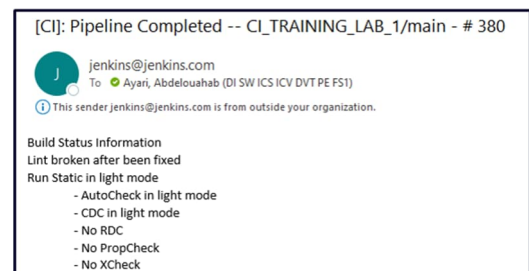 [CI]: Pipeline Completed -- CI_TRAINING_LAB_1/main - # 380
J
jenkins@jenkins.com
To Ayari, Abdelouahab (DI SW ICS ICV DVT PE FS1)
i This sender jenkins@jenkins.com is from outside your organization.
Build Status Information
Lint broken after been fixed
Run Static in light mode
- AutoCheck in light mode
- CDC in light mode
- No RDC
- No PropCheck
- No XCheck